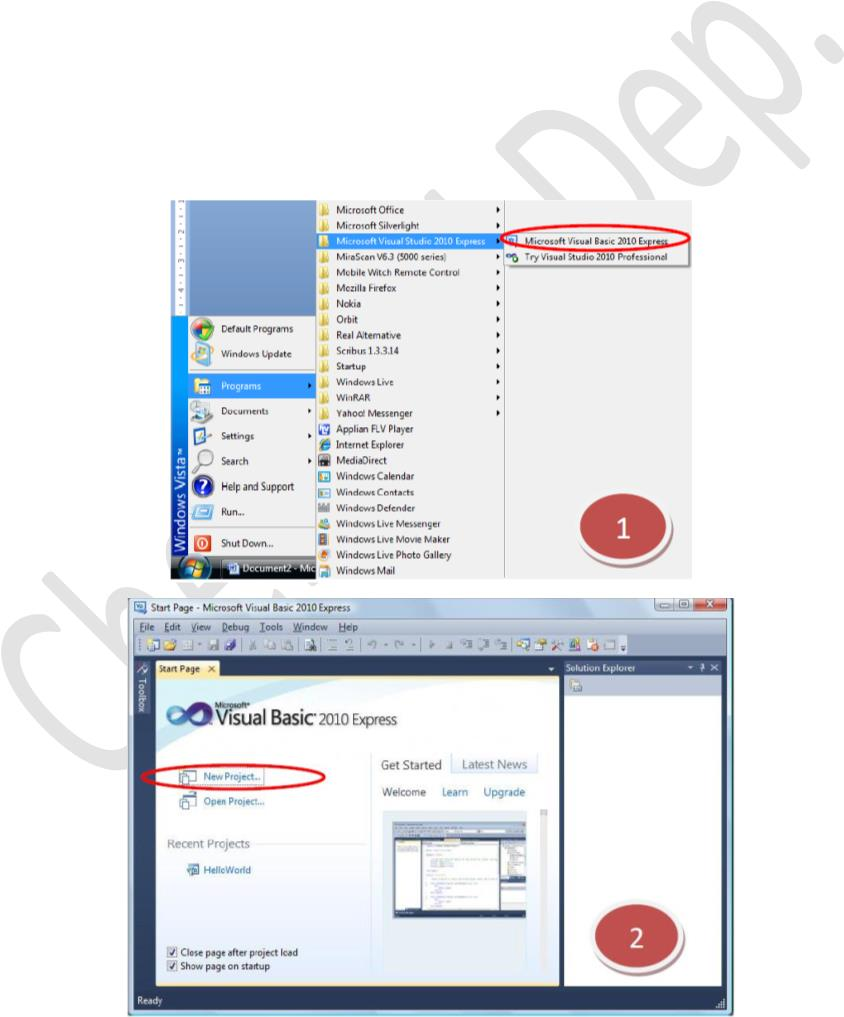 Microsoft Office
Microsoft Silverlight
Microsoft Visual Studio 2010 Express
Microsoft Visual Basic 2010 Express
MiraScan V6.3 (5000 series)
Try Visual Studio 2010 Professional
Mobile Witch Remote Control
Mozilla Firefox
Nokia
Orbit
Real Alternative
Scribus 1.3.3.14
Startup
Windows Live
WinRAR
Yahoo! Messenger
Applian FLV Player
Internet Explorer
MediaDirect
Windows Calendar
Windows Contacts
Windows Defender
Windows Live Messenger
Windows Live Movie Maker
Windows Live Photo Gallery
Windows Mail
Default Programs
Windows Update
Programs
Documents
Settings
Search
Help and Support
Run...
Shut Down...
Windows Vista™
Document2 - Mic
1
Start Page - Microsoft Visual Basic 2010 Express
File Edit View Debug Tools Window Help
Toolbox
Start Page
Solution Explorer
Microsoft®
Visual Basic® 2010 Express
New Project...
Open Project...
Recent Projects
HelloWorld
Get Started
Latest News
Welcome Learn Upgrade
Close page after project load
Show page on startup
2
Ready
Dep.